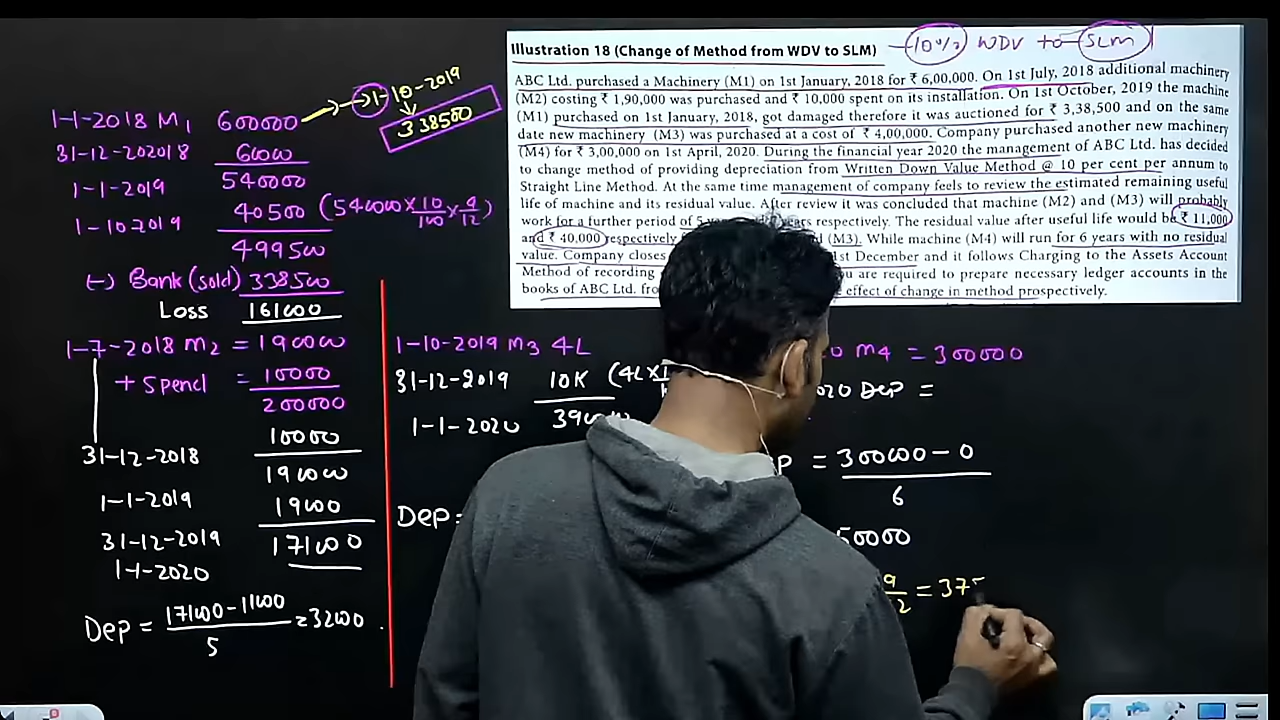 Illustration 18 (Change of Method from WDV to SLM) 10% WDV to SLM
ABC Ltd. purchased a Machinery (M1) on 1st January, 2018 for ₹ 6,00,000. On 1st July, 2018 additional machinery
(M2) costing ₹ 1,90,000 was purchased and ₹ 10,000 spent on its installation. On 1st October, 2019 the machine
(M1) purchased on 1st January, 2018, got damaged therefore it was auctioned for ₹ 3,38,500 and on the same
date new machinery (M3) was purchased at a cost of ₹ 4,00,000. Company purchased another new machinery
(M4) for ₹ 3,00,000 on 1st April, 2020. During the financial year 2020 the management of ABC Ltd. has decided
to change method of providing depreciation from Written Down Value Method @ 10 per cent per annum to
Straight Line Method. At the same time management of company feels to review the estimated remaining useful
life of machine and its residual value. After review it was concluded that machine (M2) and (M3) will probably
work for a further period of 5 years respectively. The residual value after useful life would be ₹ 11,000
and ₹ 40,000 respectively (M3). While machine (M4) will run for 6 years with no residual
value. Company closes 1st December and it follows Charging to the Assets Account
Method of recording are required to prepare necessary ledger accounts in the
books of ABC Ltd. effect of change in method prospectively.
1-1-2018 M1 600000 → 1-10-2019
338500
31-12-202018 60000
1-1-2019 540000
1-10-2019 40500 (540000 × 10/100 × 9/12)
499500
(-) Bank (sold) 338500
Loss 161000
1-7-2018 M2 = 190000
+ Spend = 10000
200000
31-12-2018 10000
190000
1-1-2019 19000
31-12-2019 171000
1-1-2020
Dep = 171000-11000/5 = 32000
1-10-2019 M3 4L
31-12-2019 10K (4L×
1-1-2020
Dep =
M4 = 300000
2020 Dep =
P = 300000 - 0
6
50000
9/12 = 375